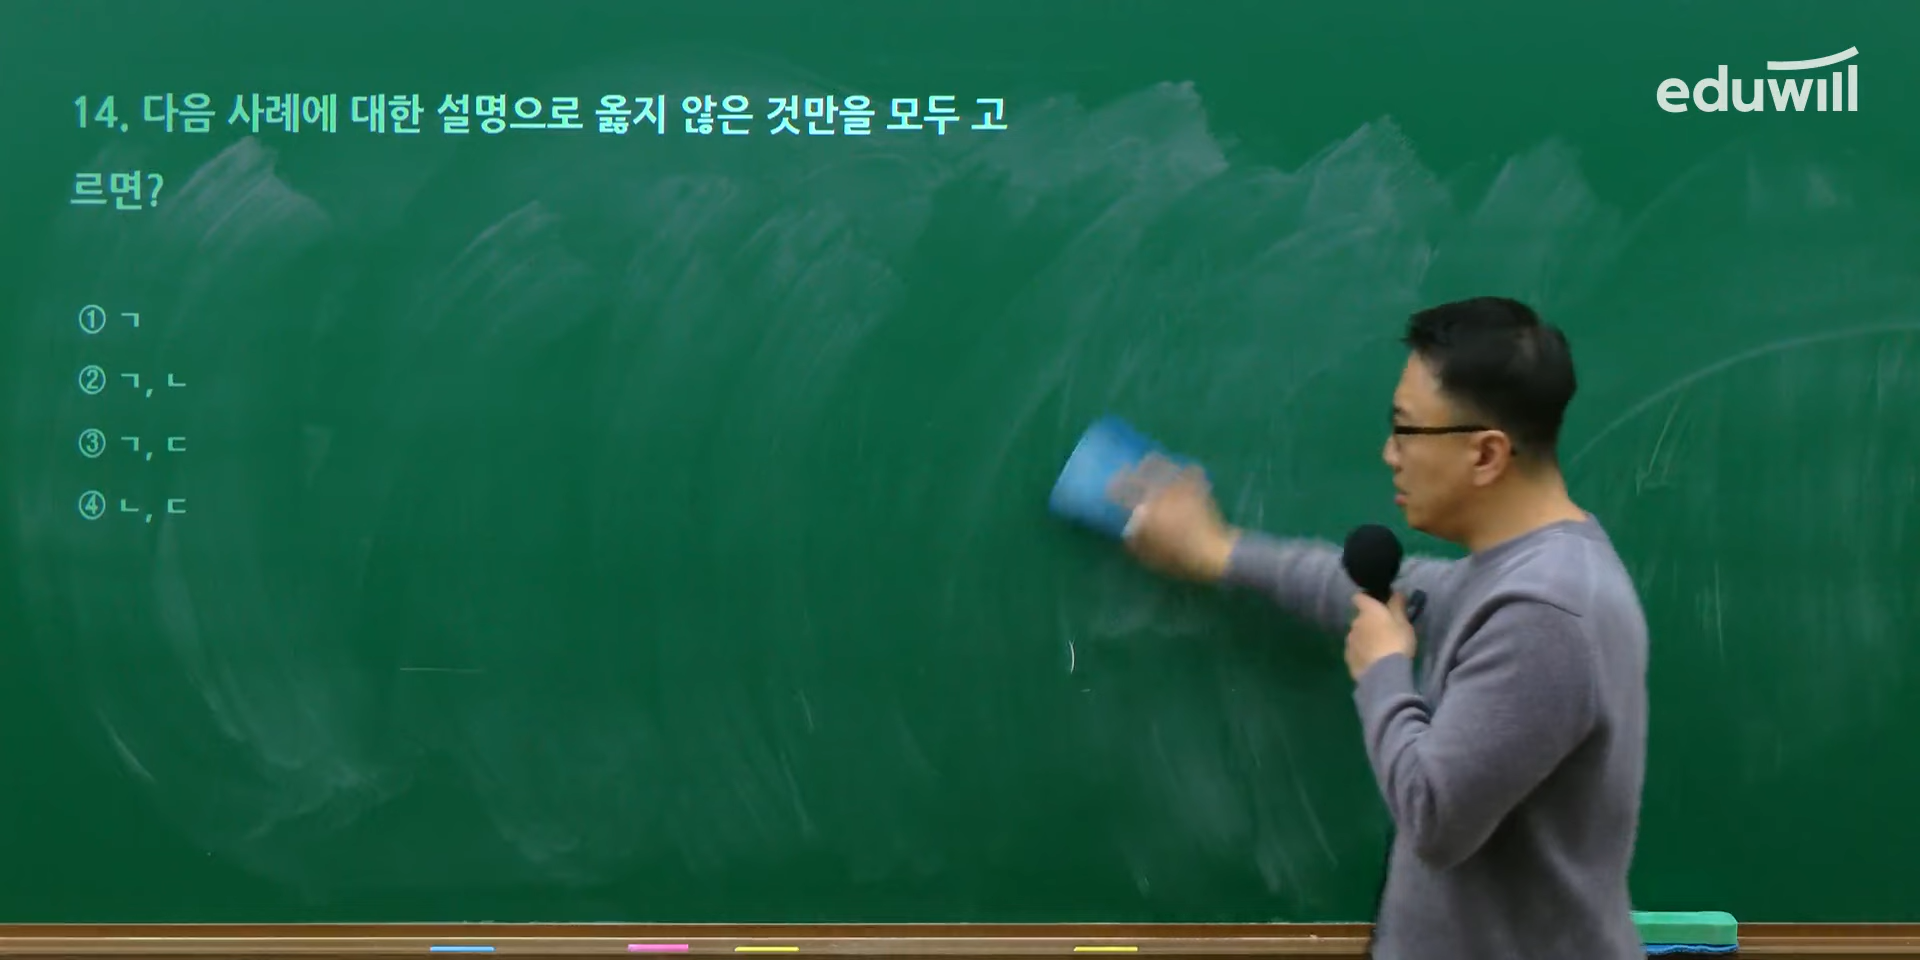 eduwill
14. 다음 사례에 대한 설명으로 옳지 않은 것만을 모두 고
르면?
① ㄱ
② ㄱ, ㄴ
③ ㄱ, ㄷ
④ ㄴ, ㄷ